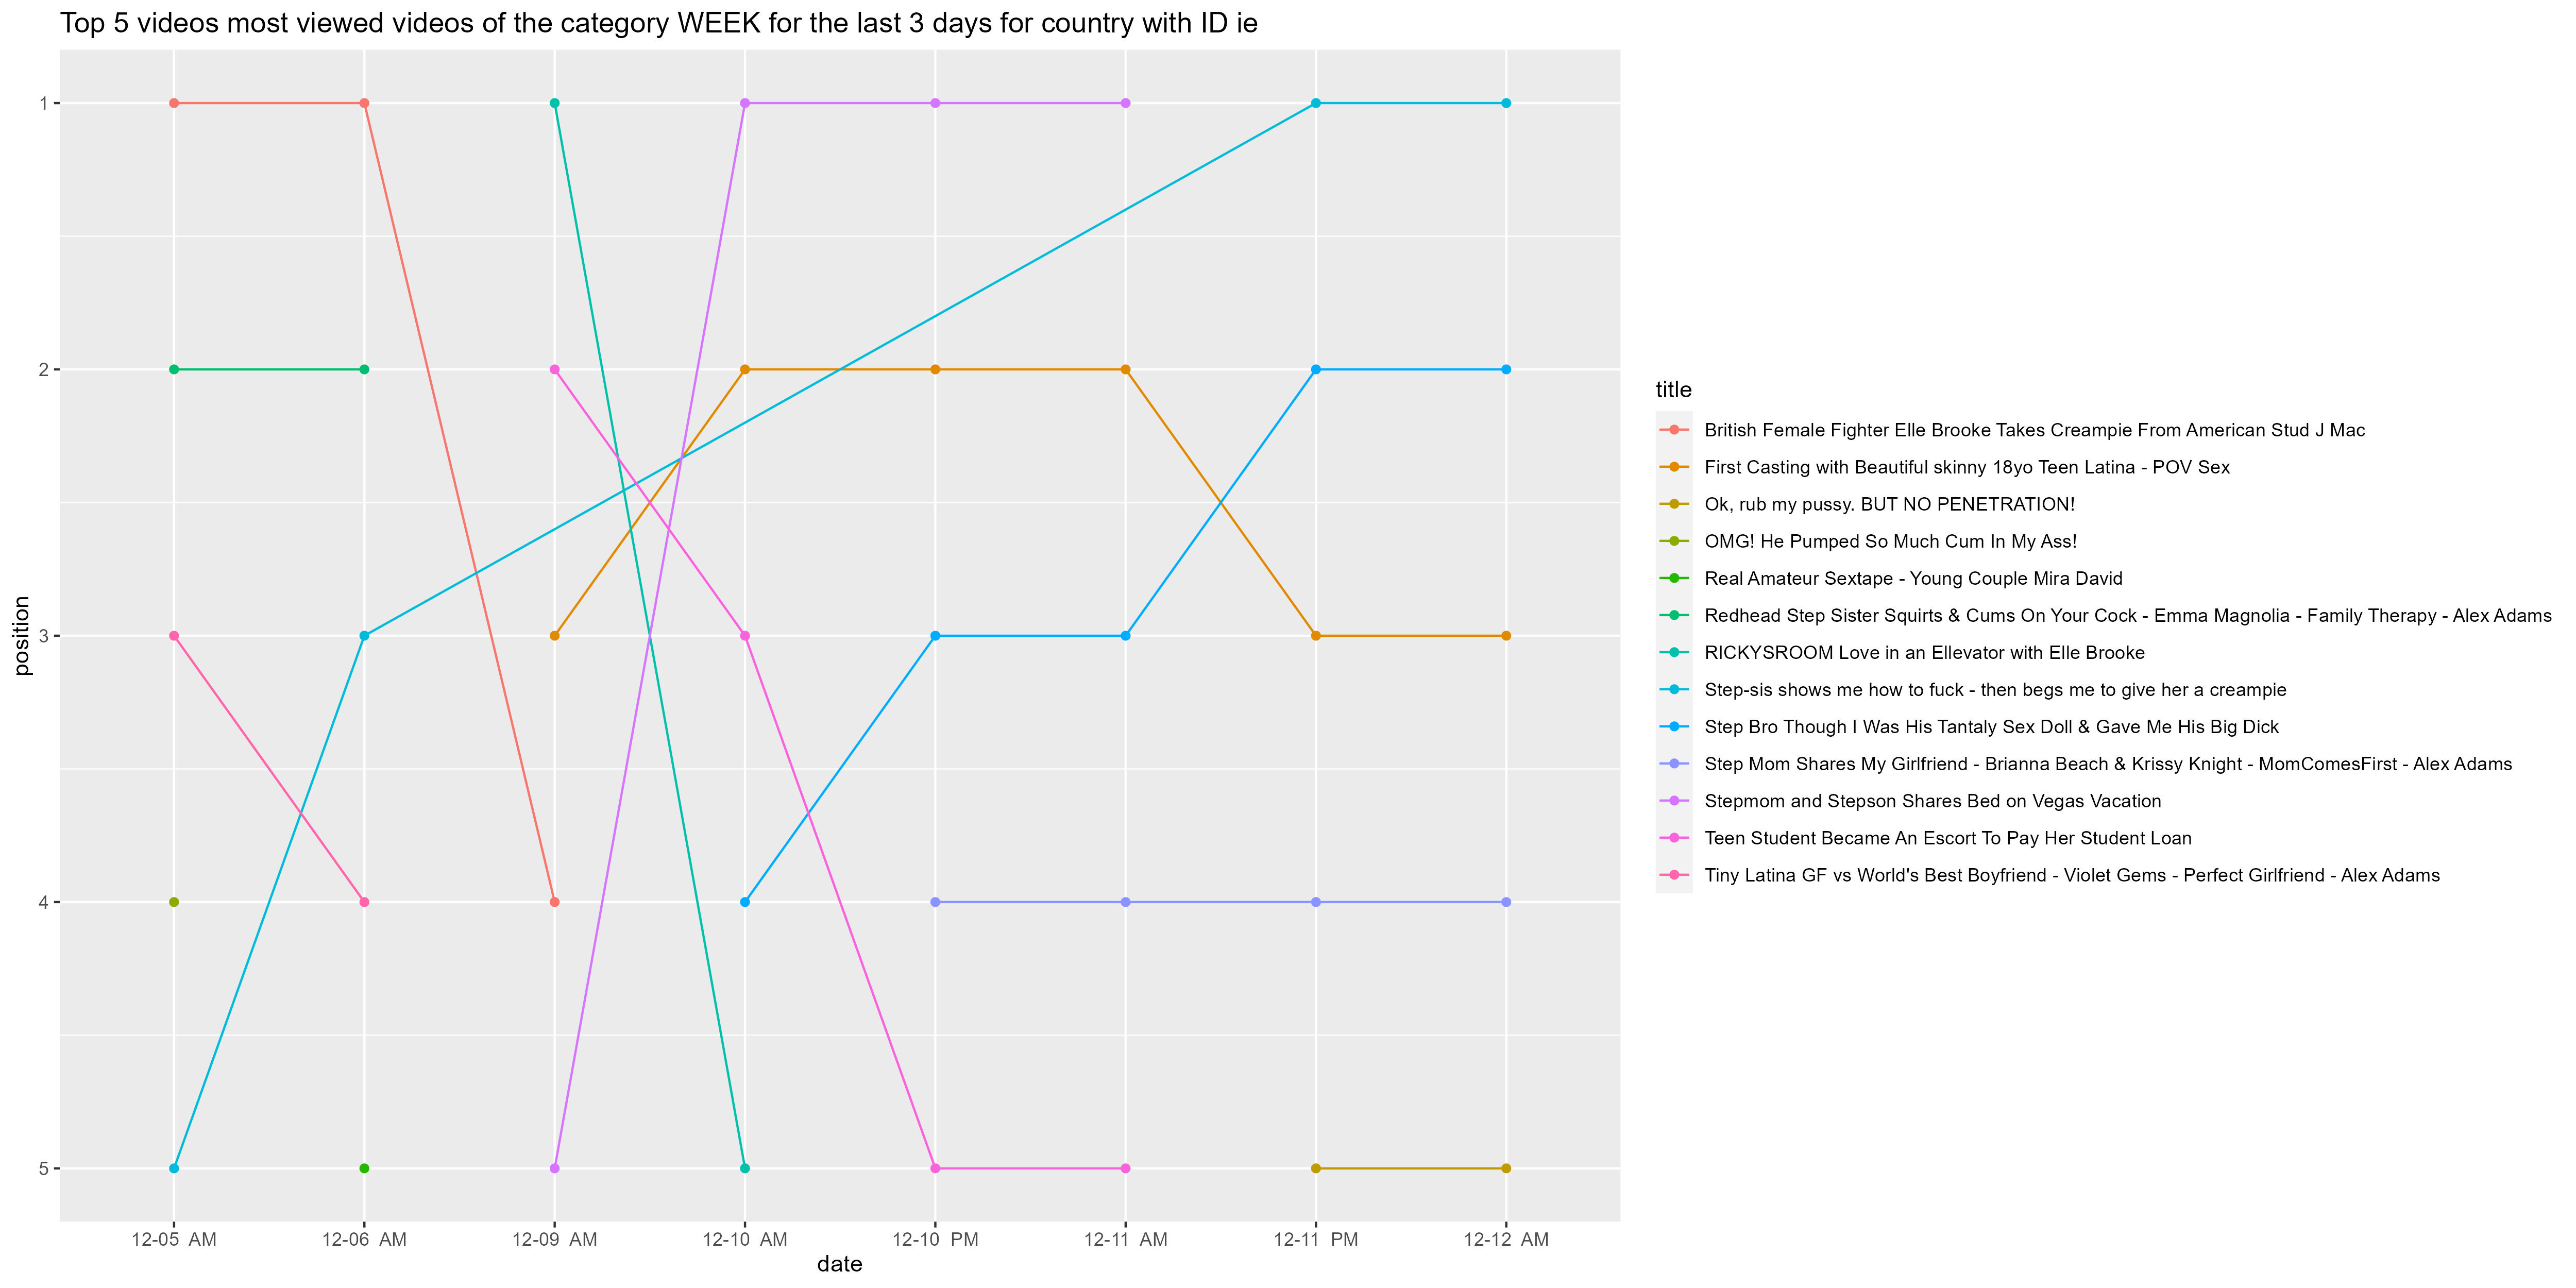 Top 5 videos most viewed videos of the category WEEK for the last 3 days for country with ID ie
position
1
2
3
4
5
12-05 AM
12-06 AM
12-09 AM
12-10 AM
12-10 PM
12-11 AM
12-11 PM
12-12 AM
date
title
British Female Fighter Elle Brooke Takes Creampie From American Stud J Mac
First Casting with Beautiful skinny 18yo Teen Latina - POV Sex
Ok, rub my pussy. BUT NO PENETRATION!
OMG! He Pumped So Much Cum In My Ass!
Real Amateur Sextape - Young Couple Mira David
Redhead Step Sister Squirts & Cums On Your Cock - Emma Magnolia - Family Therapy - Alex Adams
RICKYSROOM Love in an Ellevator with Elle Brooke
Step-sis shows me how to fuck - then begs me to give her a creampie
Step Bro Though I Was His Tantaly Sex Doll & Gave Me His Big Dick
Step Mom Shares My Girlfriend - Brianna Beach & Krissy Knight - MomComesFirst - Alex Adams
Stepmom and Stepson Shares Bed on Vegas Vacation
Teen Student Became An Escort To Pay Her Student Loan
Tiny Latina GF vs World's Best Boyfriend - Violet Gems - Perfect Girlfriend - Alex Adams